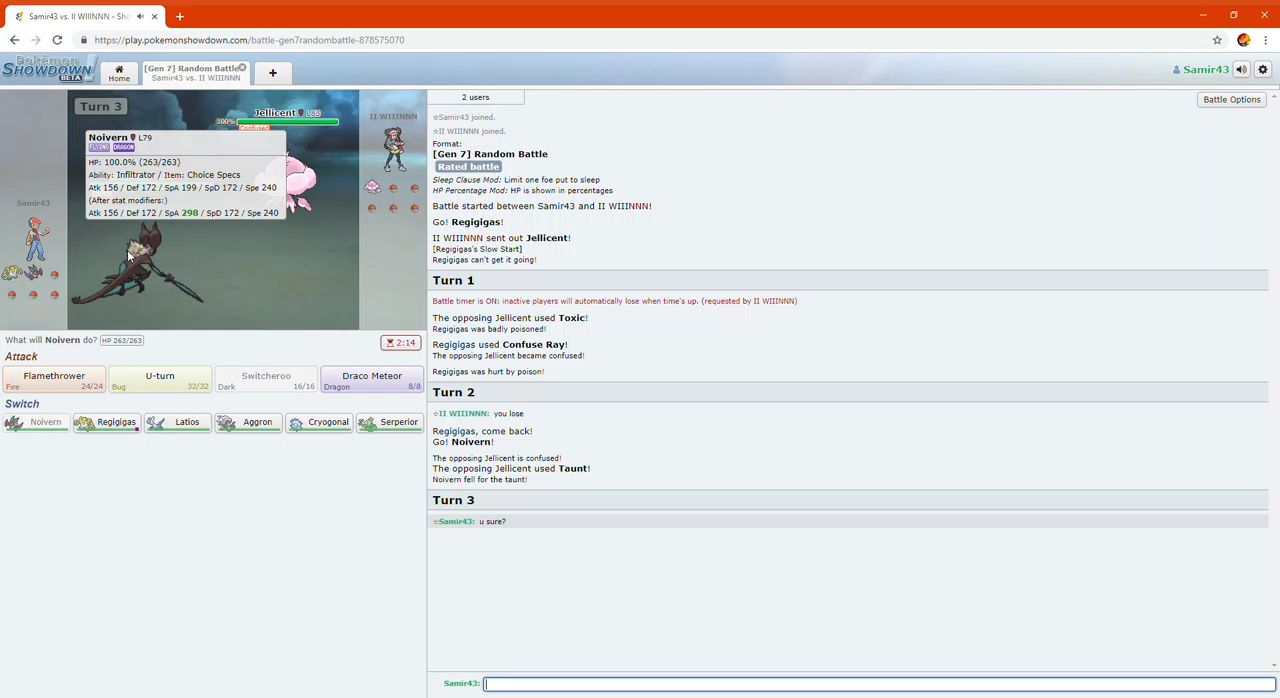 Samir43 vs. II WIIINNN - Sho
https://play.pokemonshowdown.com/battle-gen7randombattle-878575070
Pokémon
SHOWDOWN
BETA
Home
[Gen 7] Random Battle
Samir43 vs. II WIIINNN
+
Samir43
Turn 3
Jellicent
100%
Confused
Noivern L79
FLYING DRAGON
HP: 100.0% (263/263)
Ability: Infiltrator / Item: Choice Specs
Atk 156 / Def 172 / SpA 199 / SpD 172 / Spe 240
(After stat modifiers:)
Atk 156 / Def 172 / SpA 298 / SpD 172 / Spe 240
Samir43
II WIIINNN
What will Noivern do? HP 263/263
2:14
Attack
Flamethrower
Fire 24/24
U-turn
Bug 32/32
Switcheroo
Dark 16/16
Draco Meteor
Dragon 8/8
Switch
Noivern
Regigigas
Latios
Aggron
Cryogonal
Serperior
2 users
Battle Options
☆Samir43 joined.
☆II WIIINNN joined.
Format:
[Gen 7] Random Battle
Rated battle
Sleep Clause Mod: Limit one foe put to sleep
HP Percentage Mod: HP is shown in percentages
Battle started between Samir43 and II WIIINNN!
Go! Regigigas!
II WIIINNN sent out Jellicent!
[Regigigas's Slow Start]
Regigigas can't get it going!
Turn 1
Battle timer is ON: inactive players will automatically lose when time's up. (requested by II WIIINNN)
The opposing Jellicent used Toxic!
Regigigas was badly poisoned!
Regigigas used Confuse Ray!
The opposing Jellicent became confused!
Regigigas was hurt by poison!
Turn 2
☆II WIIINNN: you lose
Regigigas, come back!
Go! Noivern!
The opposing Jellicent is confused!
The opposing Jellicent used Taunt!
Noivern fell for the taunt!
Turn 3
☆Samir43: u sure?
Samir43: